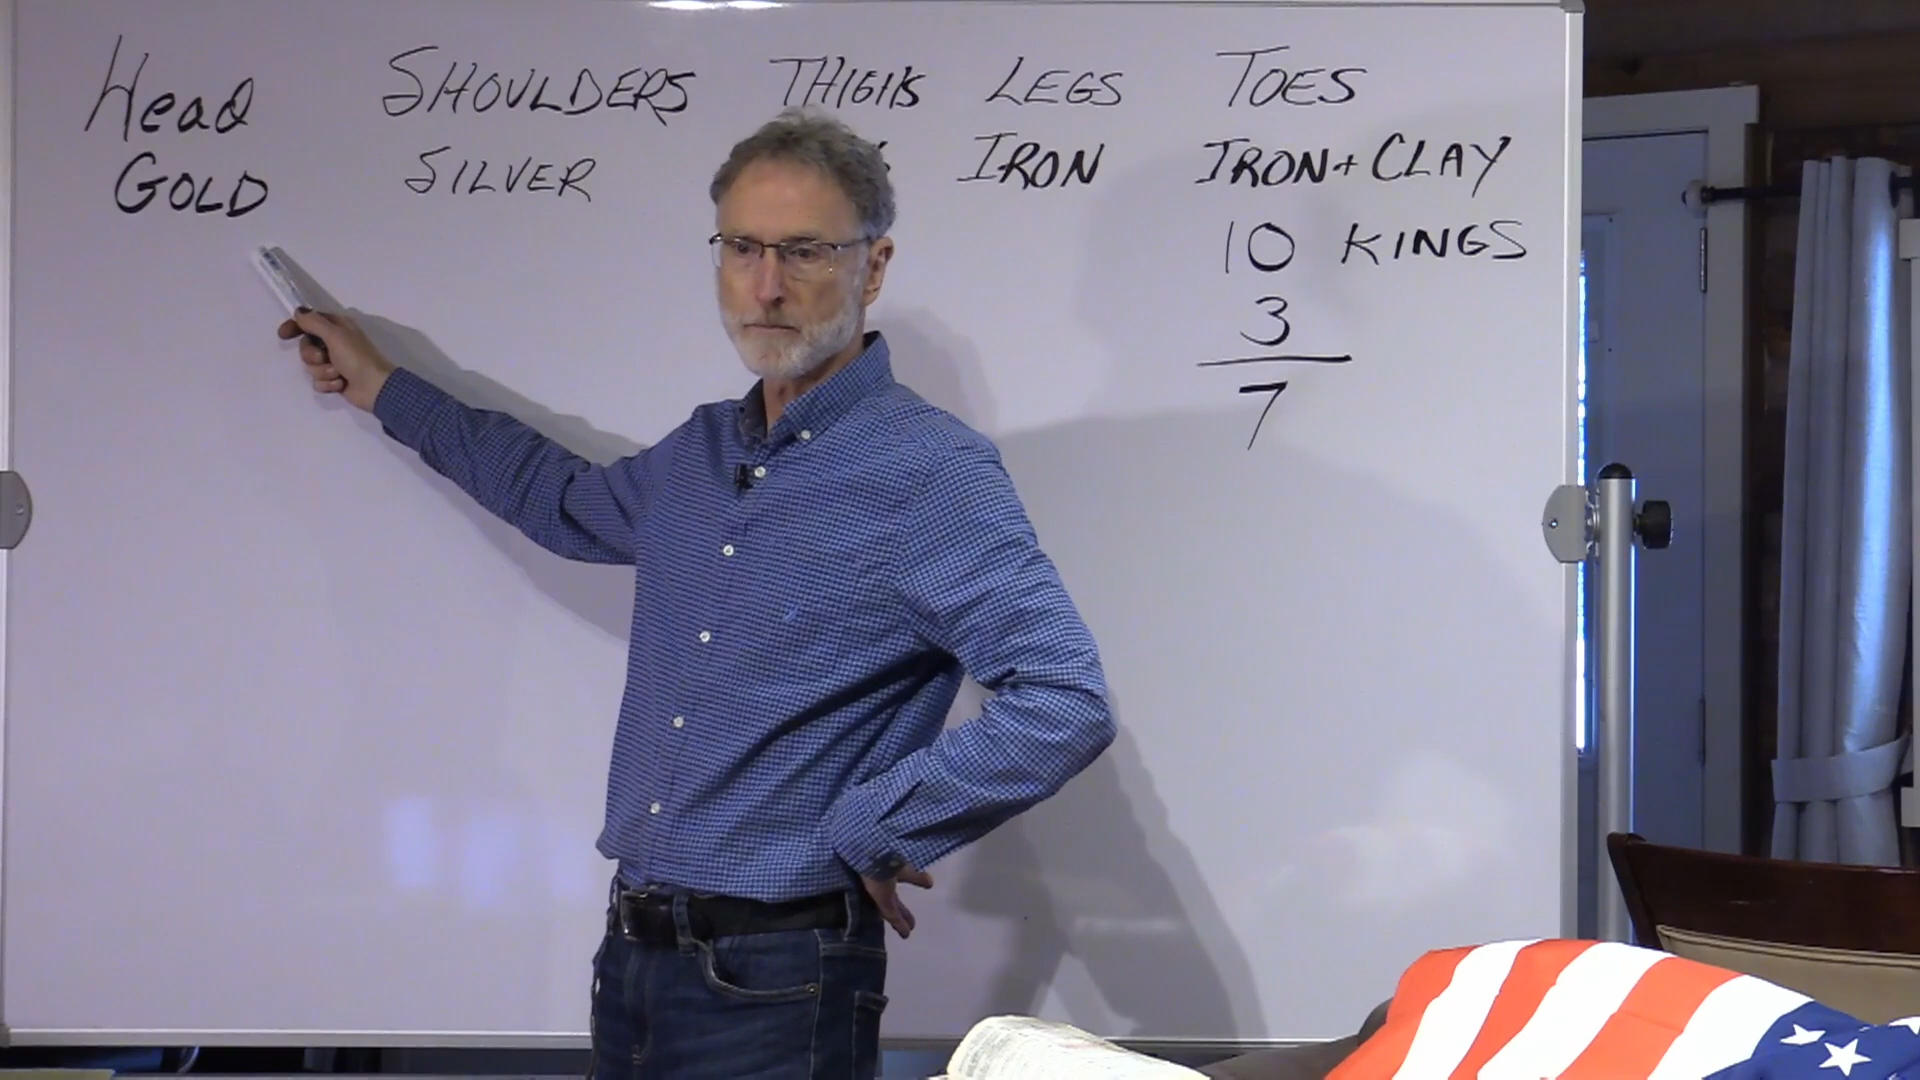 Head SHOULDERS THIGHS LEGS TOES
GOLD SILVER IRON IRON + CLAY
10 KINGS
3
7